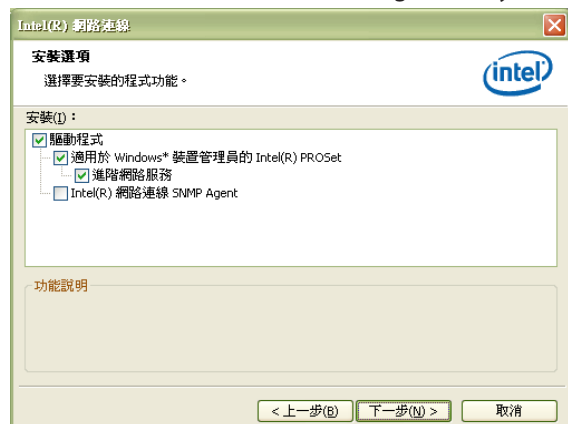 Intel(R) 網路連線
安裝選項
選擇要安裝的程式功能。
intel
安裝(I)：
驅動程式
適用於 Windows* 裝置管理員的 Intel(R) PROSet
進階網路服務
Intel(R) 網路連線 SNMP Agent
功能說明
< 上一步(B)
下一步(N) >
取消